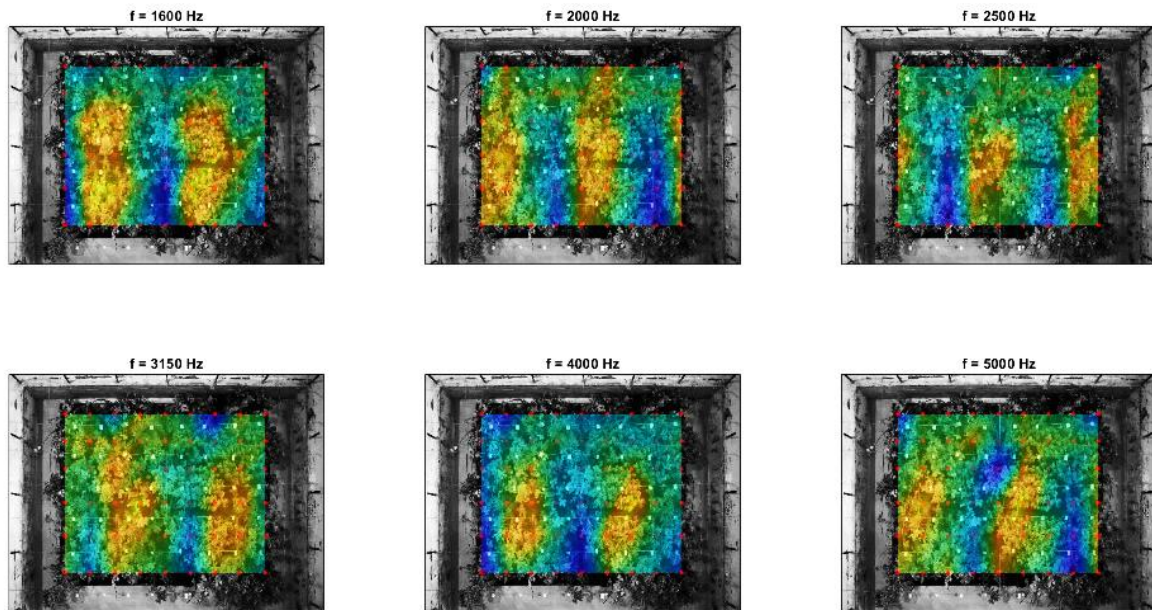 f = 1600 Hz
f = 2000 Hz
f = 2500 Hz
f = 3150 Hz
f = 4000 Hz
f = 5000 Hz